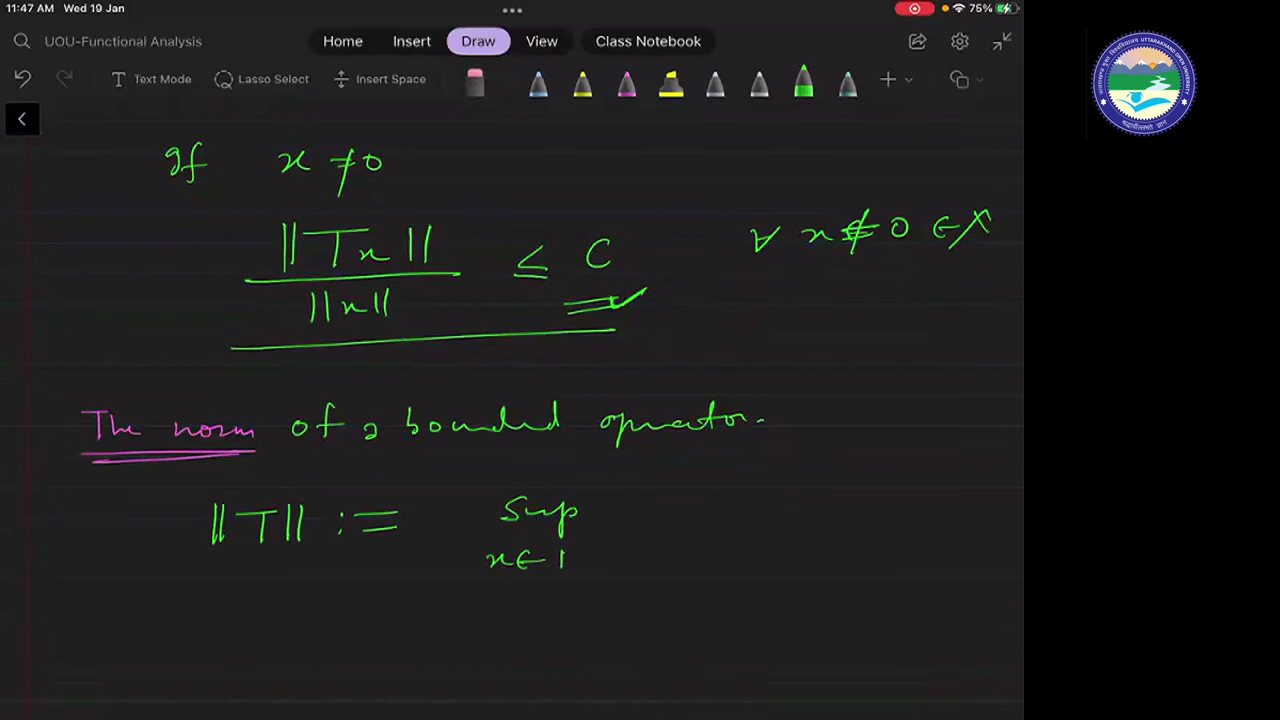 11:47 AM Wed 19 Jan
75%
UOU-Functional Analysis
Home Insert Draw View Class Notebook
Text Mode Lasso Select Insert Space
If x ≠ 0
||Tx|| / ||x|| ≤ C ∀ x ≠ 0 ∈ X
The norm of a bounded operator.
||T|| := Sup
x ∈